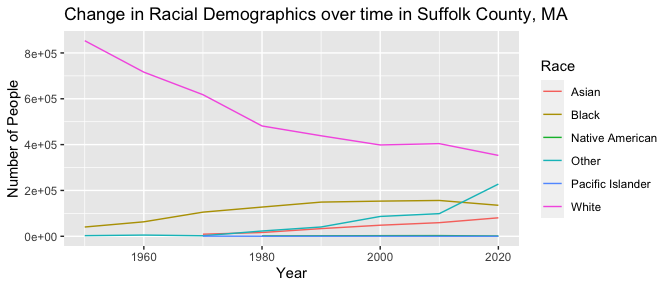 Change in Racial Demographics over time in Suffolk County, MA
Number of People
8e+05
6e+05
4e+05
2e+05
0e+00
1960
1980
2000
2020
Year
Race
Asian
Black
Native American
Other
Pacific Islander
White